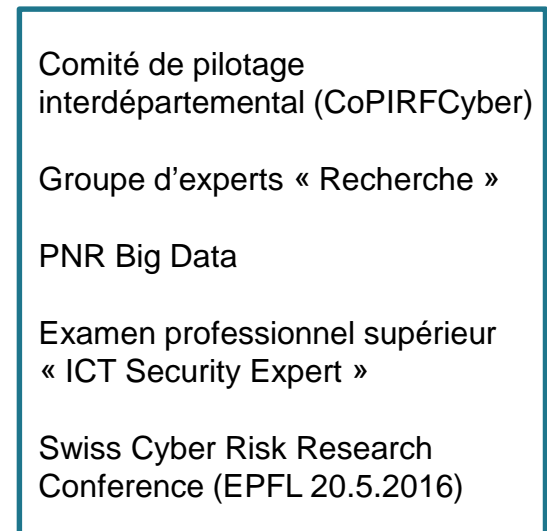 Comité de pilotage
interdépartemental (CoPIRFCyber)
Groupe d’experts « Recherche »
PNR Big Data
Examen professionnel supérieur
« ICT Security Expert »
Swiss Cyber Risk Research
Conference (EPFL 20.5.2016)